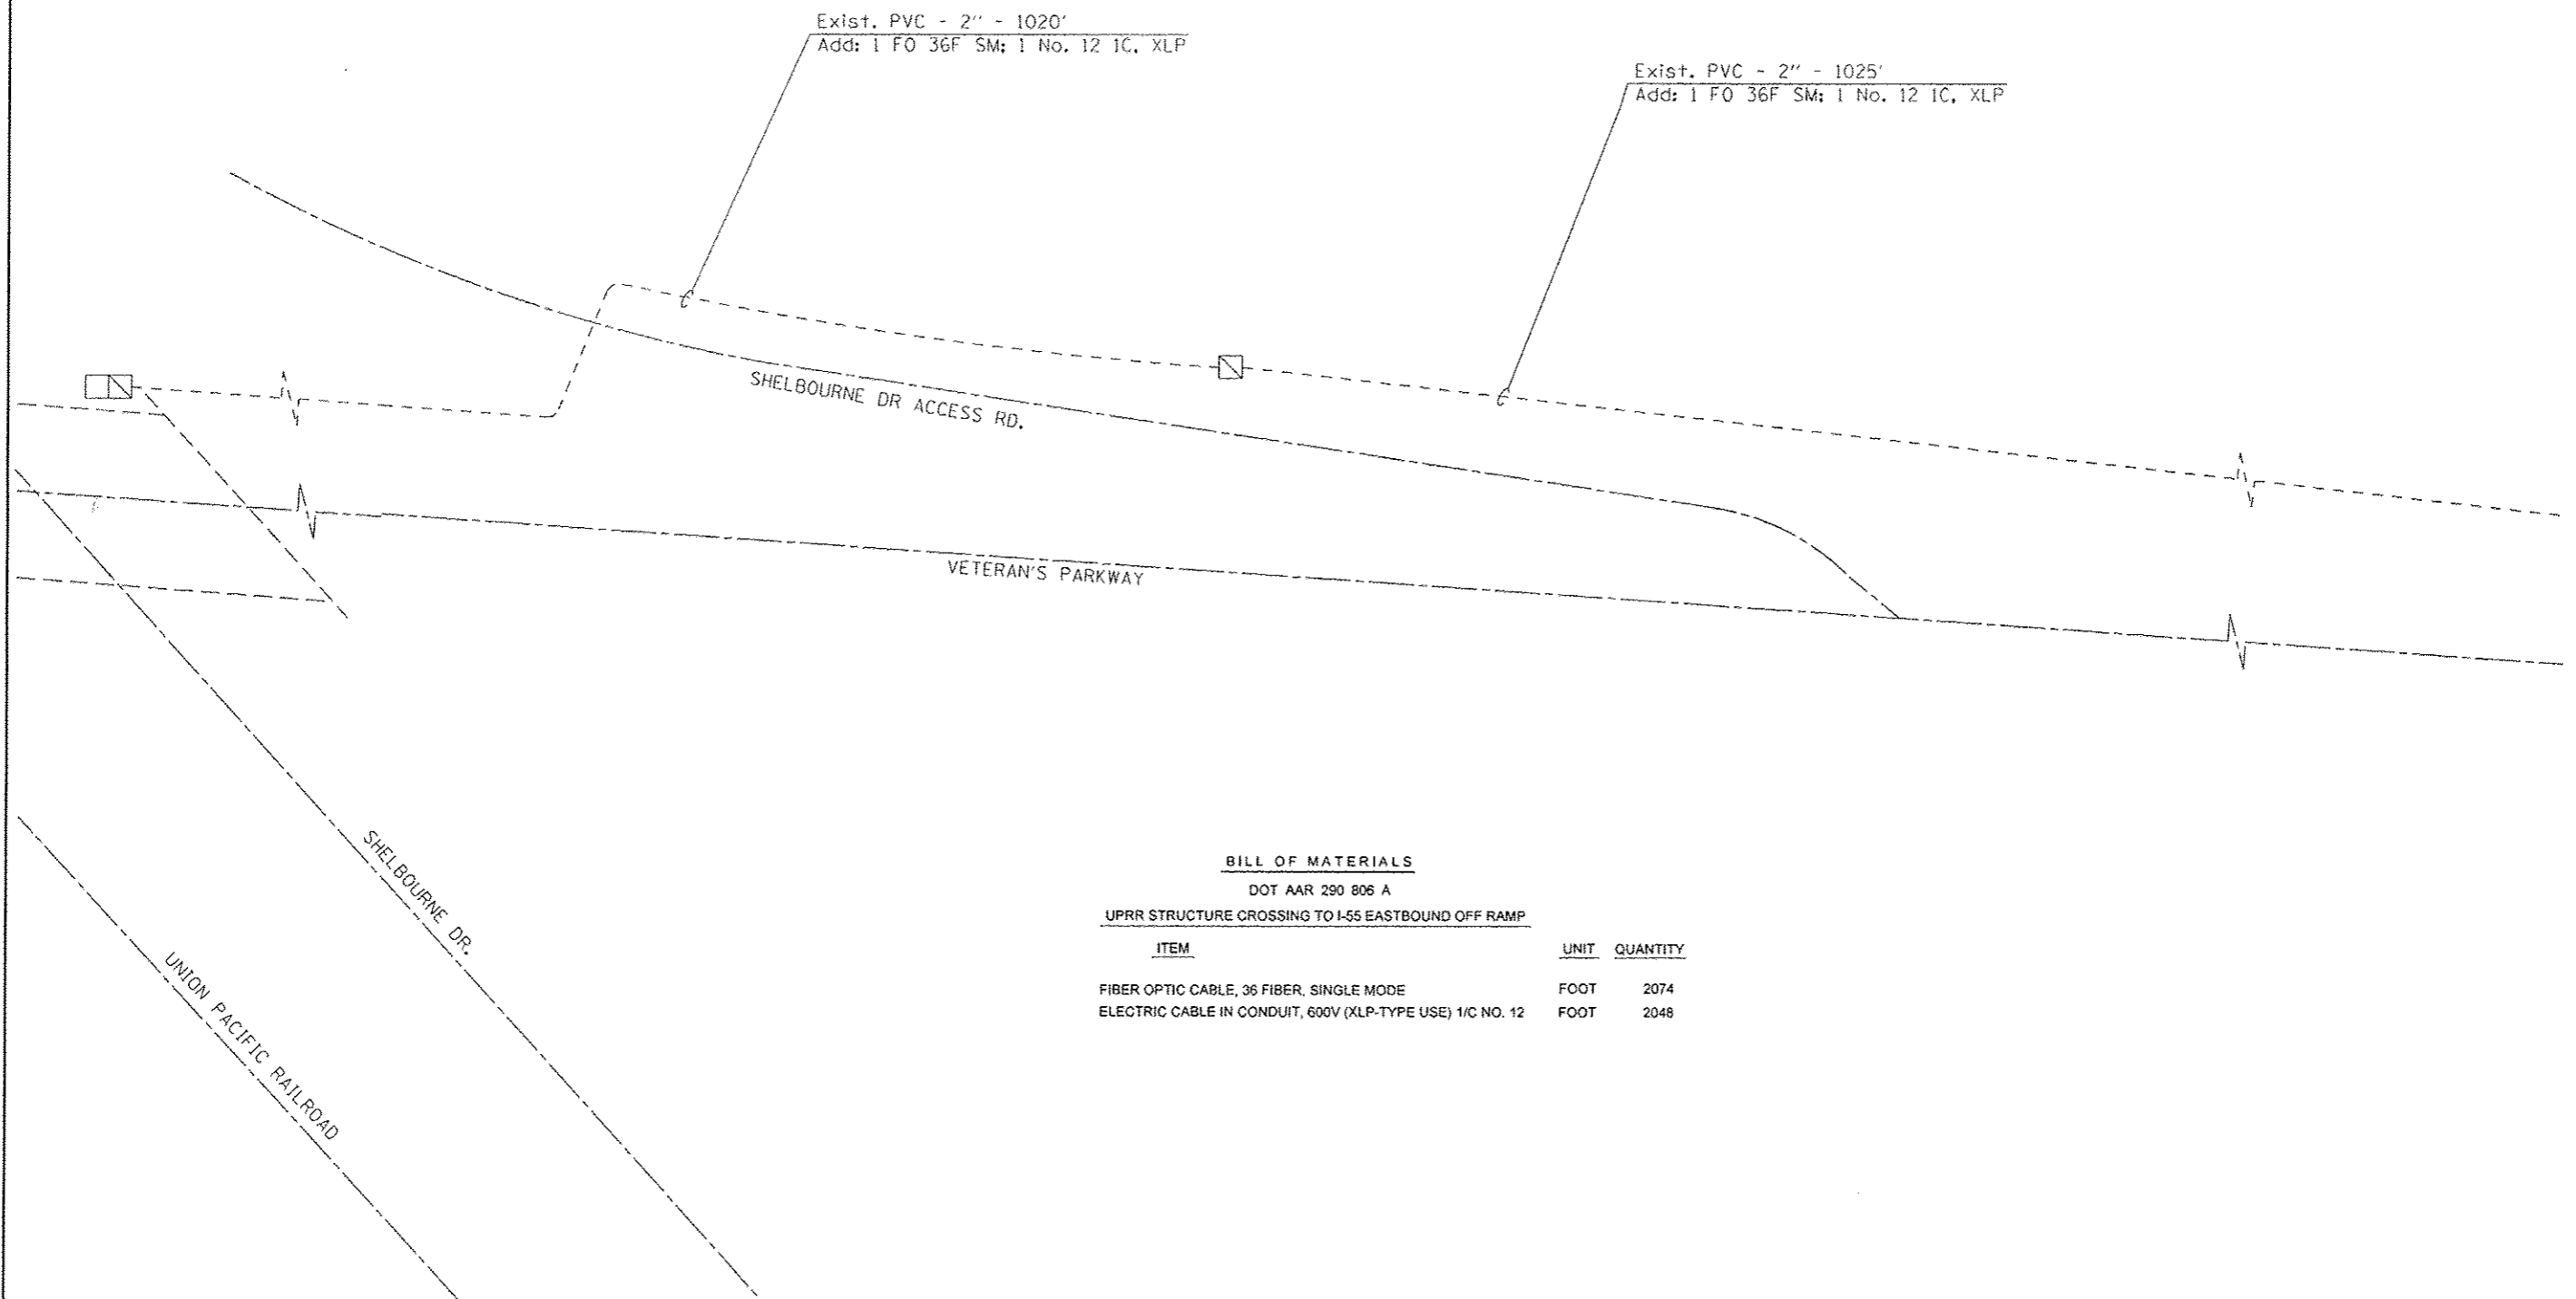 Exist. PVC - 2" - 1020'
Add: 1 FO 36F SM; 1 No. 12 1C, XLP
Exist. PVC - 2" - 1025'
Add: 1 FO 36F SM; 1 No. 12 1C, XLP
SHELBOURNE DR ACCESS RD.
VETERAN'S PARKWAY
SHELBOURNE DR.
UNION PACIFIC RAILROAD
BILL OF MATERIALS
DOT AAR 290 806 A
UPRR STRUCTURE CROSSING TO I-55 EASTBOUND OFF RAMP
ITEM UNIT QUANTITY
FIBER OPTIC CABLE, 36 FIBER, SINGLE MODE FOOT 2074
ELECTRIC CABLE IN CONDUIT, 600V (XLP-TYPE USE) 1/C NO. 12 FOOT 2048